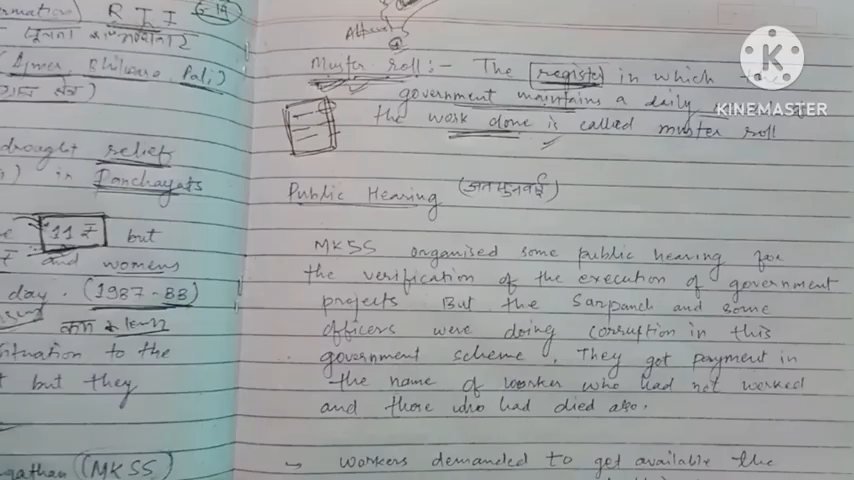 RTI
(Ajmer, Bhilwara, Pali)
drought relief
in Panchayats
11 ₹ but
and womens
day. (1987-88)
काम
situation to the
but they
(MKSS)
Muster roll:- The register in which
government maintains a daily
the work done is called muster roll
Public Hearing (जनसुनवाई)
MKSS organised some public hearing for
the verification of the execution of government
projects But the Sarpanch and some
officers were doing corruption in this
government scheme. They got payment in
the name of worker who had not worked
and those who had died also.
→ workers demanded to get available the
KINEMASTER